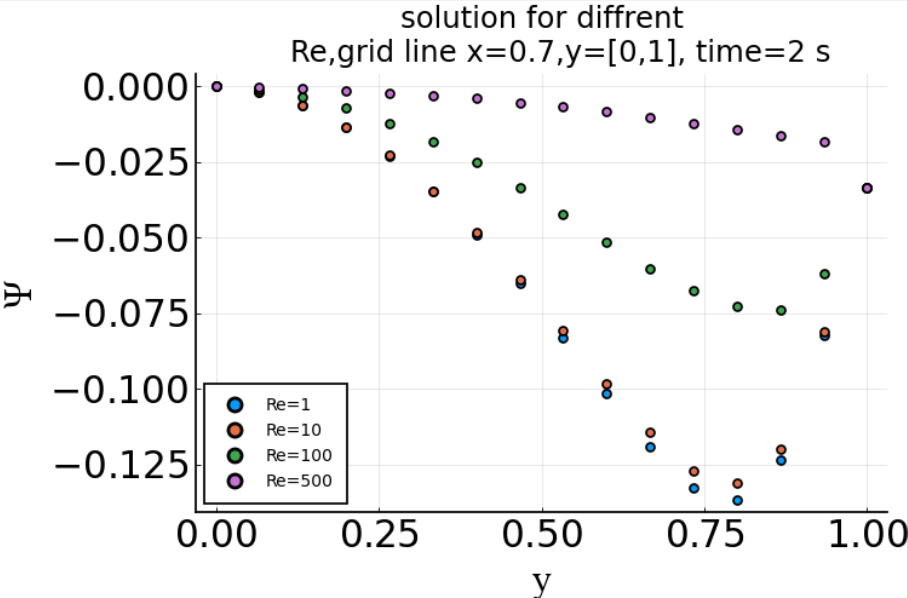 solution for diffrent
Re,grid line x=0.7,y=[0,1], time=2 s
0.000
−0.025
−0.050
−0.075
−0.100
−0.125
Ψ
Re=1
Re=10
Re=100
Re=500
0.00 0.25 0.50 0.75 1.00
y